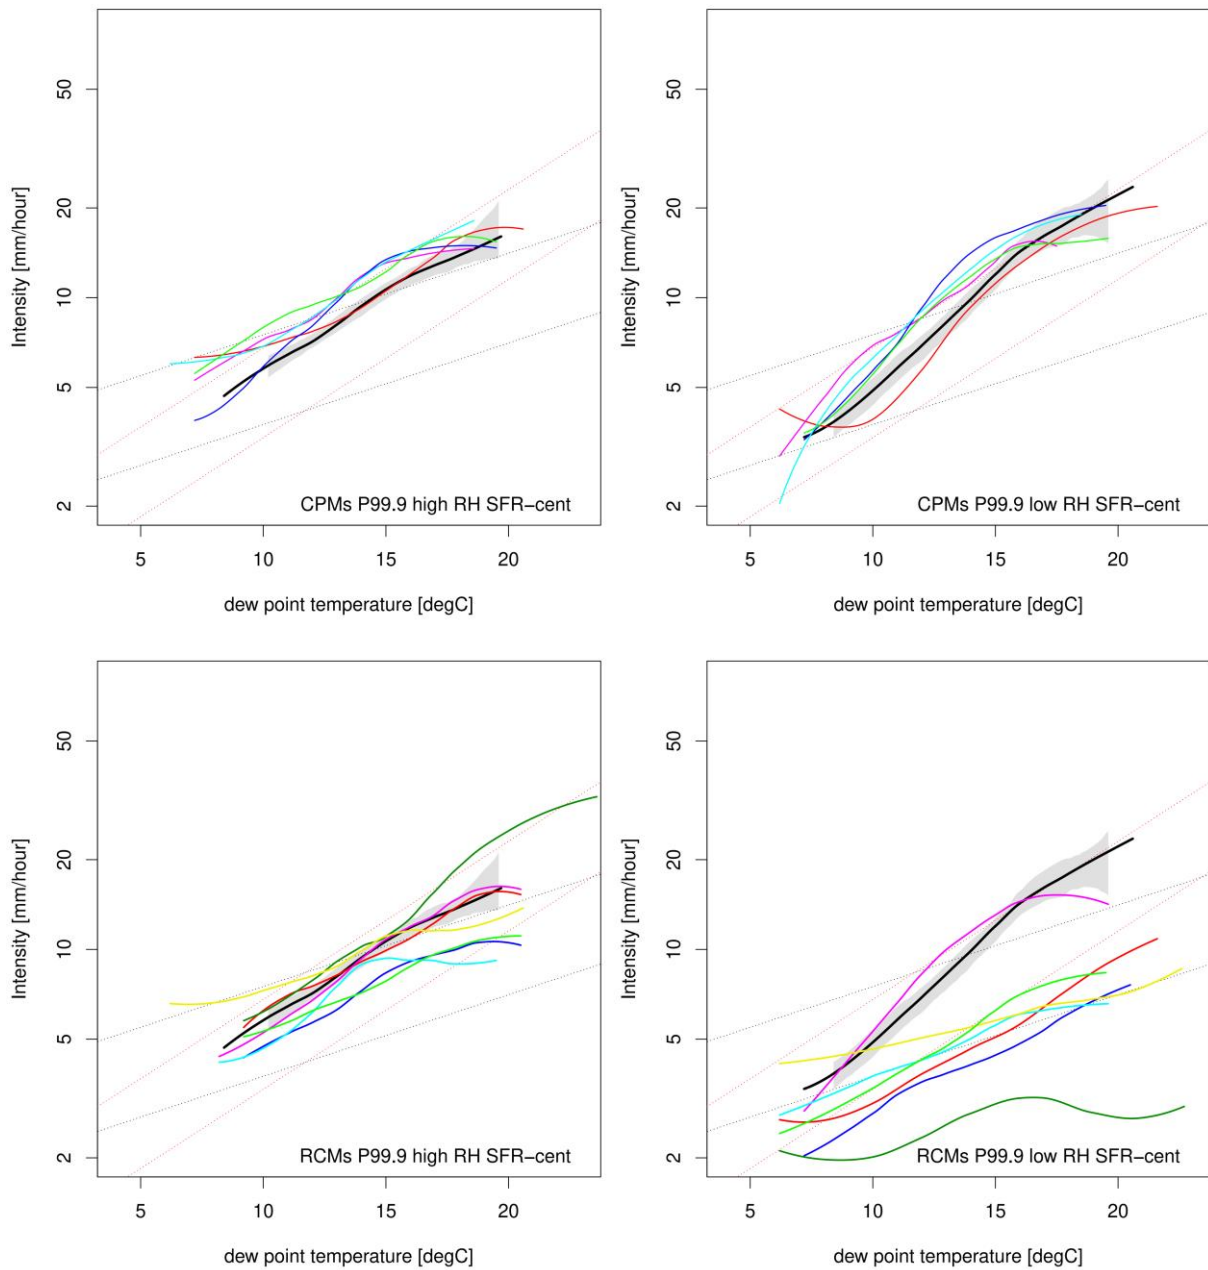 50
20
10
5
2
Intensity [mm/hour]
CPMs P99.9 high RH SFR−cent
5 10 15 20
dew point temperature [degC]
50
20
10
5
2
Intensity [mm/hour]
CPMs P99.9 low RH SFR−cent
5 10 15 20
dew point temperature [degC]
50
20
10
5
2
Intensity [mm/hour]
RCMs P99.9 high RH SFR−cent
5 10 15 20
dew point temperature [degC]
50
20
10
5
2
Intensity [mm/hour]
RCMs P99.9 low RH SFR−cent
5 10 15 20
dew point temperature [degC]